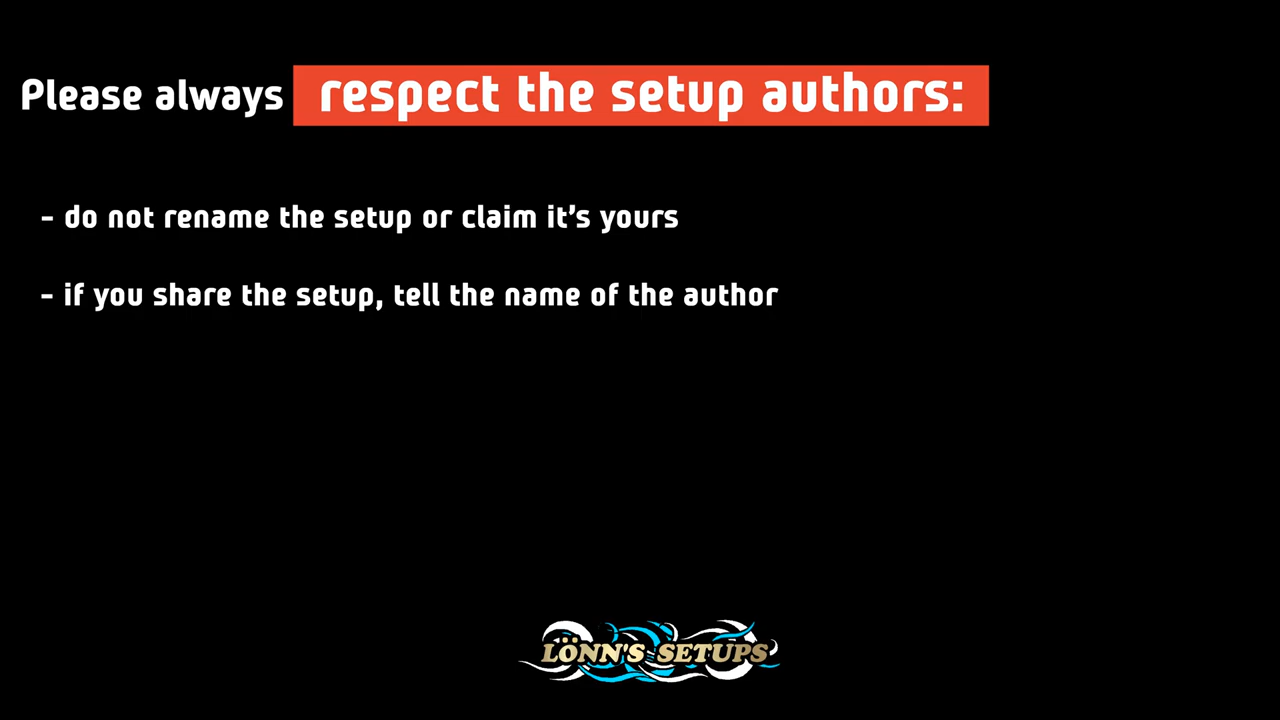 Please always respect the setup authors:
- do not rename the setup or claim it's yours
- if you share the setup, tell the name of the author
LÖNN'S SETUPS